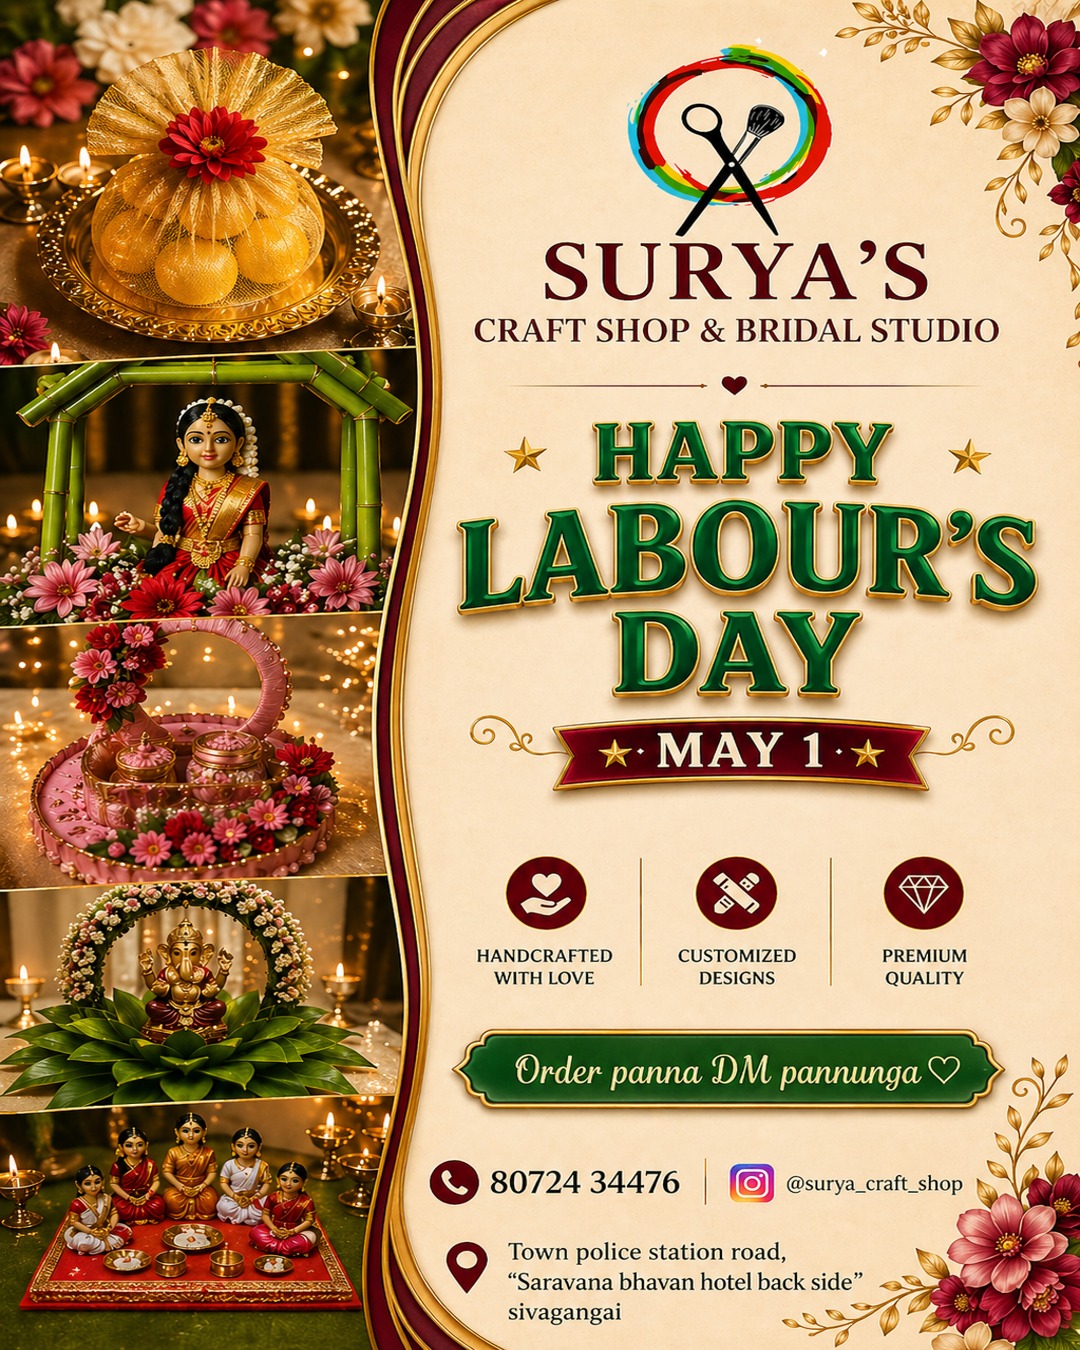 SURYA’S
CRAFT SHOP & BRIDAL STUDIO
HAPPY
LABOUR’S
DAY
MAY 1
HANDCRAFTED
WITH LOVE
CUSTOMIZED
DESIGNS
PREMIUM
QUALITY
Order panna DM pannunga
80724 34476
@surya_craft_shop
Town police station road,
“Saravana bhavan hotel back side”
sivagangai